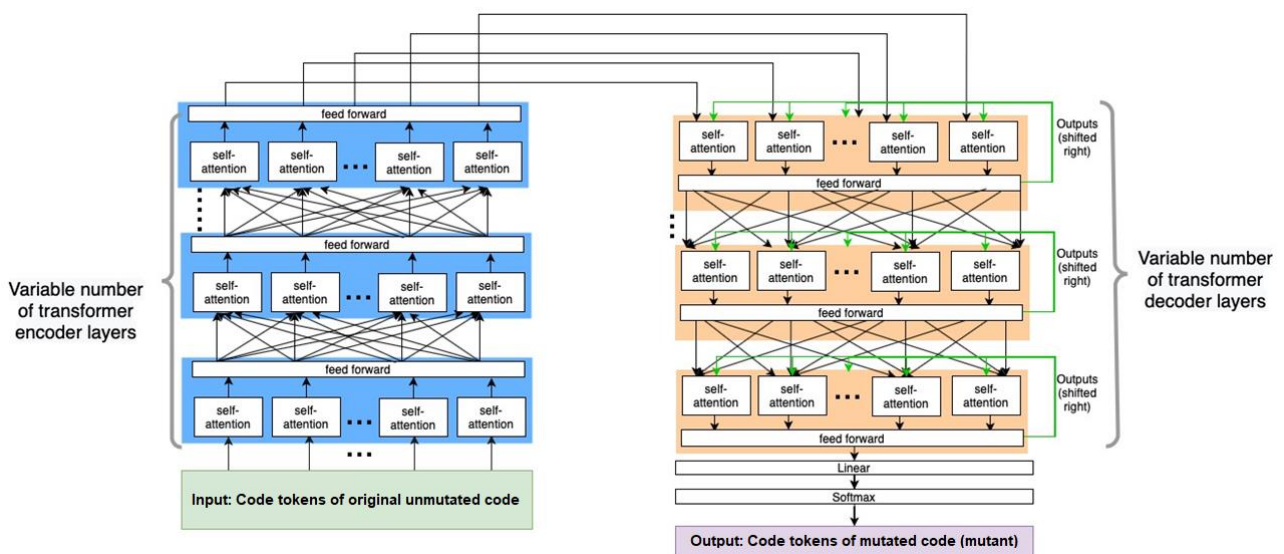 feed forward
self-
attention
self-
attention
self-
attention
self-
attention
feed forward
self-
attention
self-
attention
self-
attention
self-
attention
feed forward
self-
attention
self-
attention
self-
attention
self-
attention
Variable number
of transformer
encoder layers
Input: Code tokens of original unmutated code
self-
attention
self-
attention
self-
attention
self-
attention
feed forward
Outputs
(shifted
right)
self-
attention
self-
attention
self-
attention
self-
attention
feed forward
Outputs
(shifted
right)
self-
attention
self-
attention
self-
attention
self-
attention
feed forward
Outputs
(shifted
right)
Variable number
of transformer
decoder layers
Linear
Softmax
Output: Code tokens of mutated code (mutant)